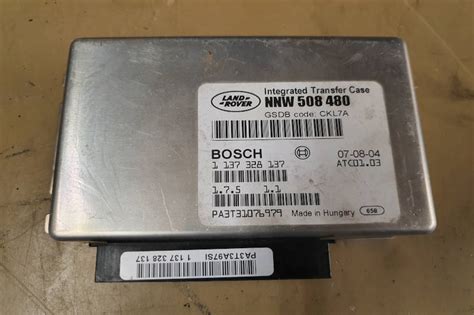 LAND-
ROVER
Integrated Transfer Case
NNW 508 480
GSDB code: CKL7A
BOSCH
07-08-04
1 137 328 137
ATC01.03
1.7.5 1.1
PA3T31076979
Made in Hungary
656
PA3T3A97SI 1 137 328 137